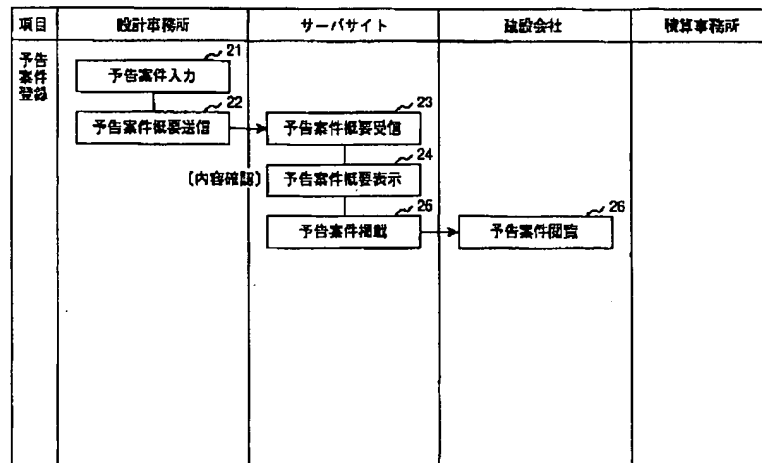 項目 設計事務所 サーバサイト 建設会社 積算事務所
予告
案件
登録
21
予告案件入力
22
予告案件概要送信
23
予告案件概要受信
24
[内容確認] 予告案件概要表示
26
予告案件掲載
26
予告案件閲覧